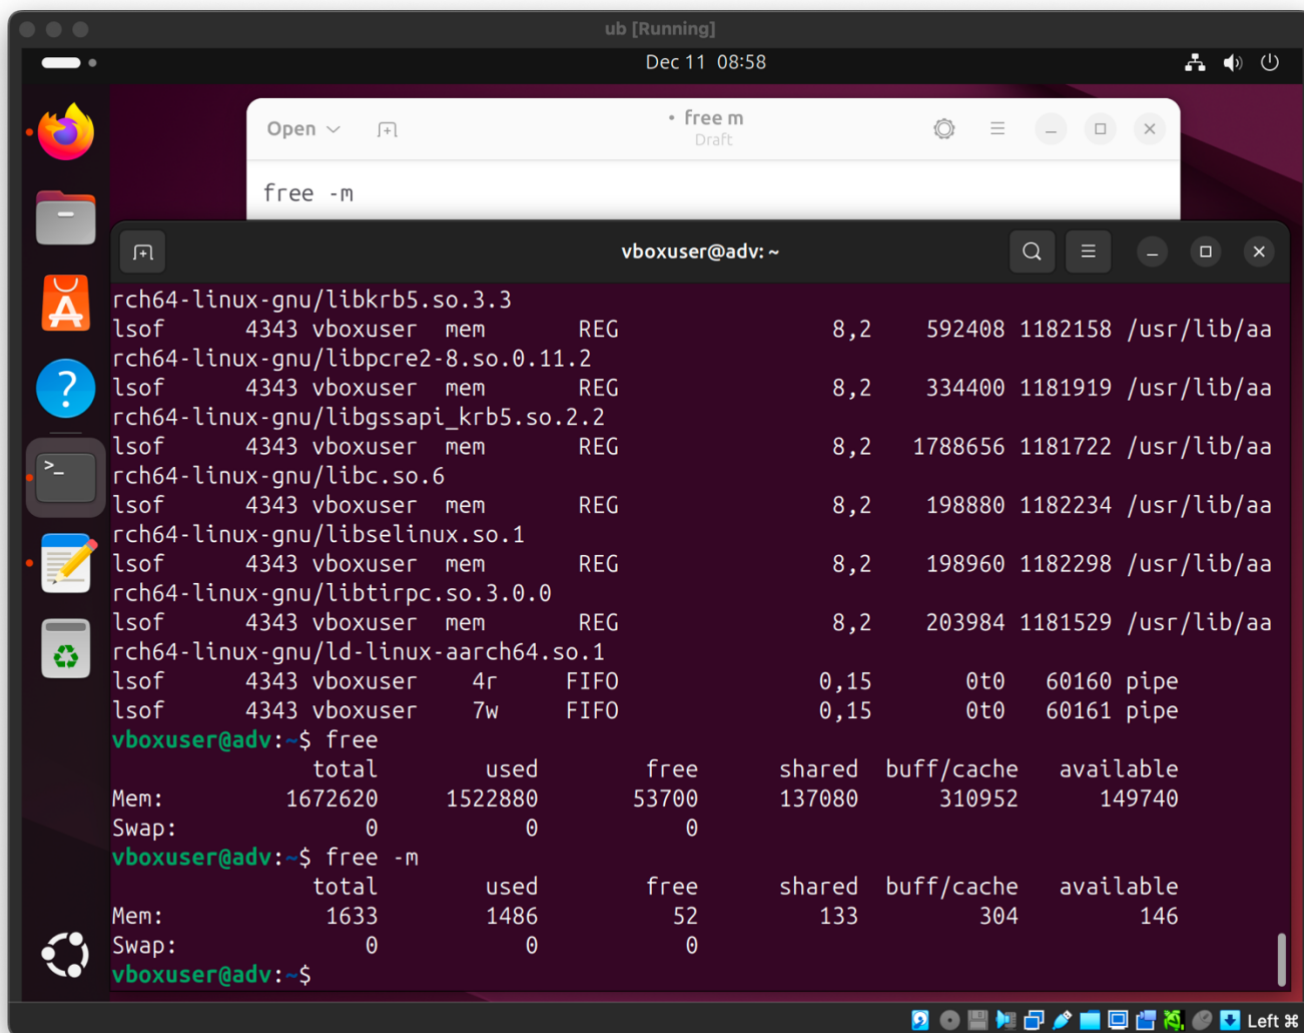 ub [Running]
Dec 11 08:58
Open
• free m
Draft
free -m
vboxuser@adv: ~
rch64-linux-gnu/libkrb5.so.3.3
lsof 4343 vboxuser mem REG 8,2 592408 1182158 /usr/lib/aa
rch64-linux-gnu/libpcre2-8.so.0.11.2
lsof 4343 vboxuser mem REG 8,2 334400 1181919 /usr/lib/aa
rch64-linux-gnu/libgssapi_krb5.so.2.2
lsof 4343 vboxuser mem REG 8,2 1788656 1181722 /usr/lib/aa
rch64-linux-gnu/libc.so.6
lsof 4343 vboxuser mem REG 8,2 198880 1182234 /usr/lib/aa
rch64-linux-gnu/libselinux.so.1
lsof 4343 vboxuser mem REG 8,2 198960 1182298 /usr/lib/aa
rch64-linux-gnu/libtirpc.so.3.0.0
lsof 4343 vboxuser mem REG 8,2 203984 1181529 /usr/lib/aa
rch64-linux-gnu/ld-linux-aarch64.so.1
lsof 4343 vboxuser 4r FIFO 0,15 0t0 60160 pipe
lsof 4343 vboxuser 7w FIFO 0,15 0t0 60161 pipe
vboxuser@adv:~$ free
total used free shared buff/cache available
Mem: 1672620 1522880 53700 137080 310952 149740
Swap: 0 0 0
vboxuser@adv:~$ free -m
total used free shared buff/cache available
Mem: 1633 1486 52 133 304 146
Swap: 0 0 0
vboxuser@adv:~$
Left ⌘